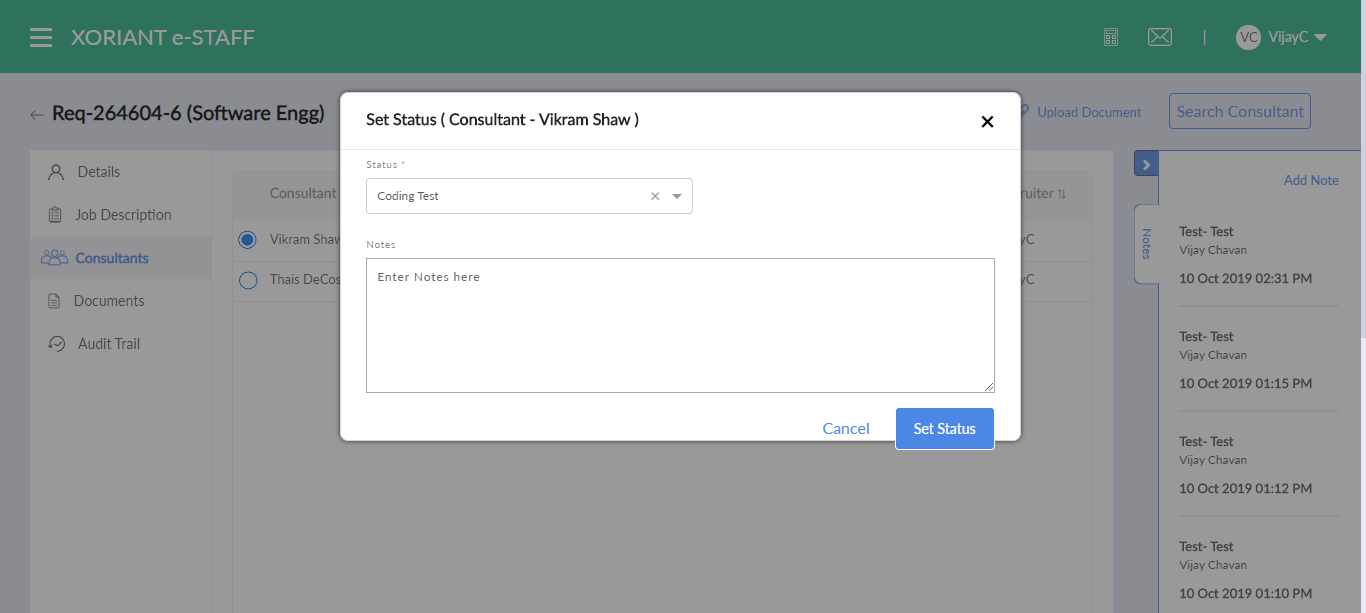 XORIANT e-STAFF
| VC VijayC
← Req-264604-6 (Software Engg)
Upload Document
Search Consultant
Set Status ( Consultant - Vikram Shaw )
Status *
Coding Test
Notes
Enter Notes here
Cancel
Set Status
Details
Job Description
Consultants
Documents
Audit Trail
Consultant
Vikram Shaw
Thais DeCos
ruiter
yC
yC
Notes
Add Note
Test- Test
Vijay Chavan
10 Oct 2019 02:31 PM
Test- Test
Vijay Chavan
10 Oct 2019 01:15 PM
Test- Test
Vijay Chavan
10 Oct 2019 01:12 PM
Test- Test
Vijay Chavan
10 Oct 2019 01:10 PM